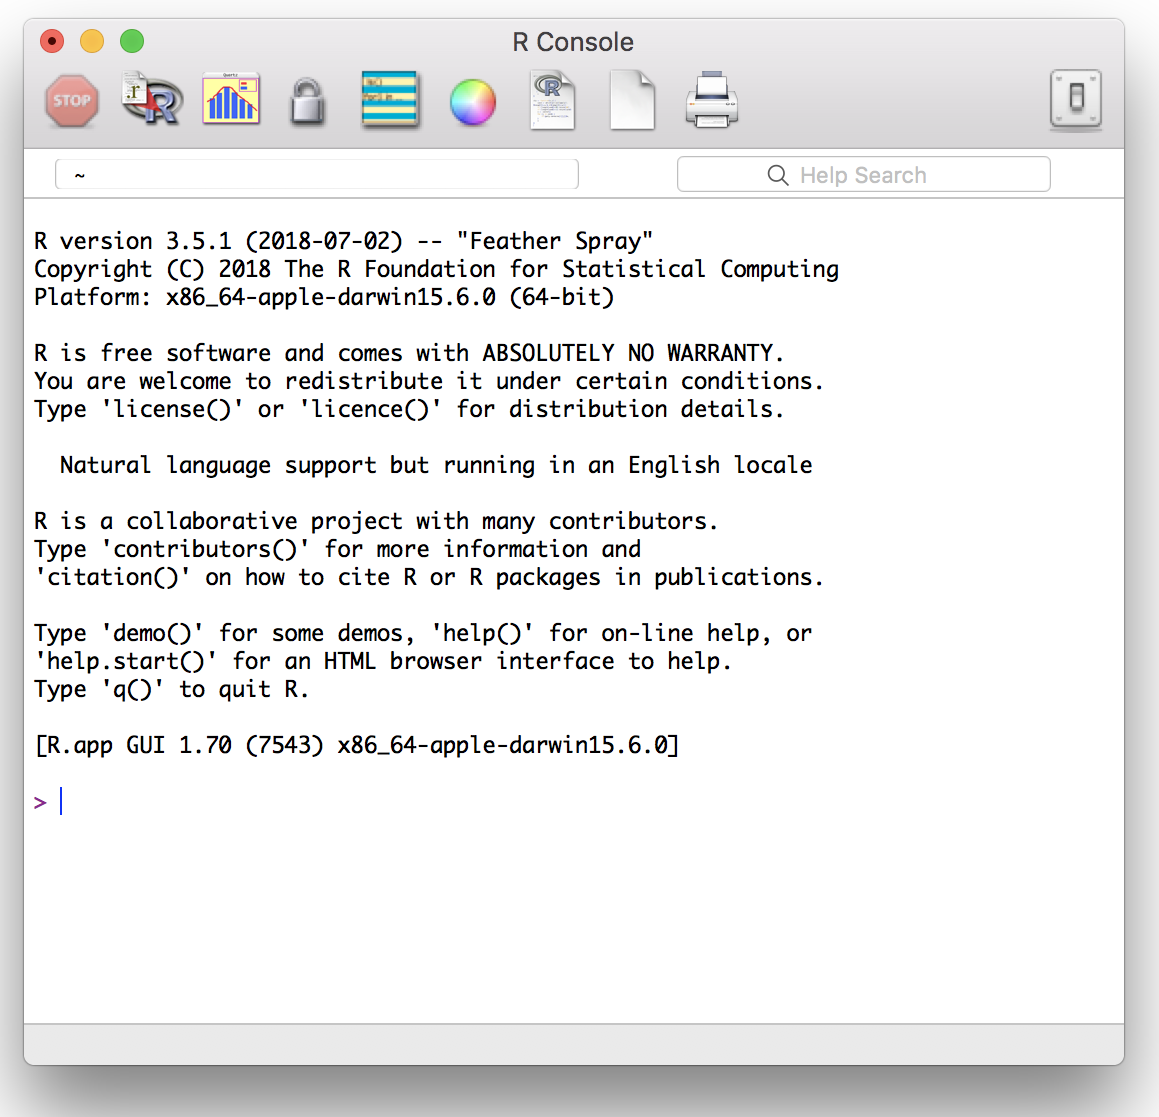 R Console
STOP
Quartz
~
Help Search
R version 3.5.1 (2018-07-02) -- "Feather Spray"
Copyright (C) 2018 The R Foundation for Statistical Computing
Platform: x86_64-apple-darwin15.6.0 (64-bit)
R is free software and comes with ABSOLUTELY NO WARRANTY.
You are welcome to redistribute it under certain conditions.
Type 'license()' or 'licence()' for distribution details.
Natural language support but running in an English locale
R is a collaborative project with many contributors.
Type 'contributors()' for more information and
'citation()' on how to cite R or R packages in publications.
Type 'demo()' for some demos, 'help()' for on-line help, or
'help.start()' for an HTML browser interface to help.
Type 'q()' to quit R.
[R.app GUI 1.70 (7543) x86_64-apple-darwin15.6.0]
>